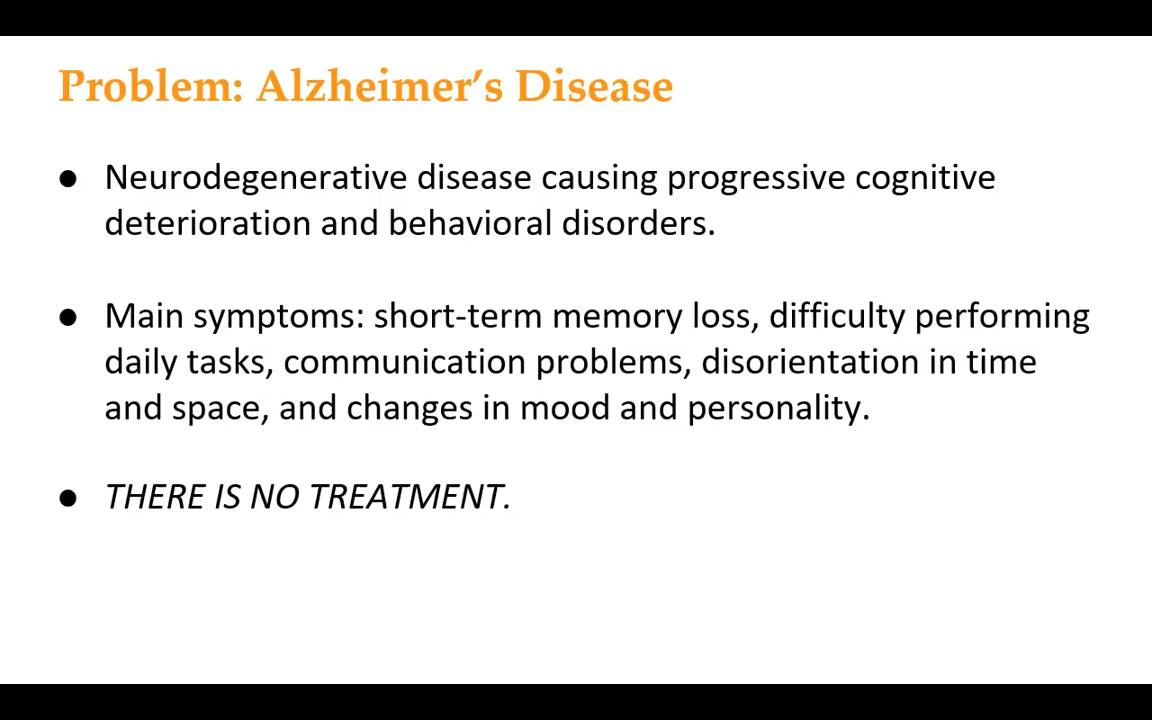 Problem: Alzheimer’s Disease
● Neurodegenerative disease causing progressive cognitive
deterioration and behavioral disorders.
● Main symptoms: short-term memory loss, difficulty performing
daily tasks, communication problems, disorientation in time
and space, and changes in mood and personality.
● THERE IS NO TREATMENT.